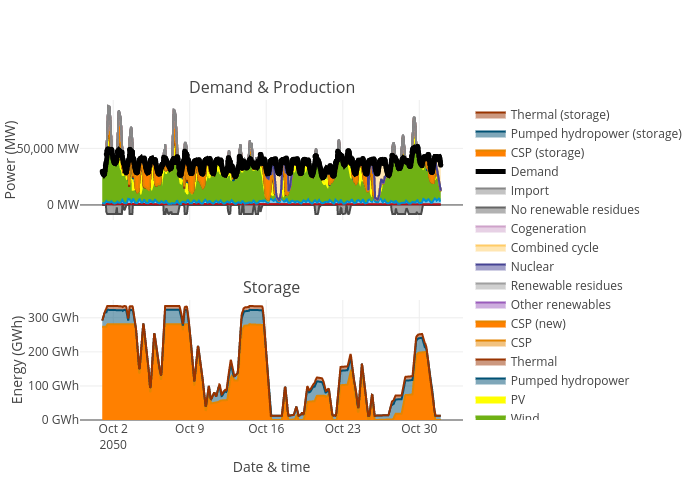 Demand & Production
Power (MW)
50,000 MW
0 MW
Storage
Energy (GWh)
300 GWh
200 GWh
100 GWh
0 GWh
Oct 2
2050
Oct 9
Oct 16
Oct 23
Oct 30
Date & time
Thermal (storage)
Pumped hydropower (storage)
CSP (storage)
Demand
Import
No renewable residues
Cogeneration
Combined cycle
Nuclear
Renewable residues
Other renewables
CSP (new)
CSP
Thermal
Pumped hydropower
PV
Wind